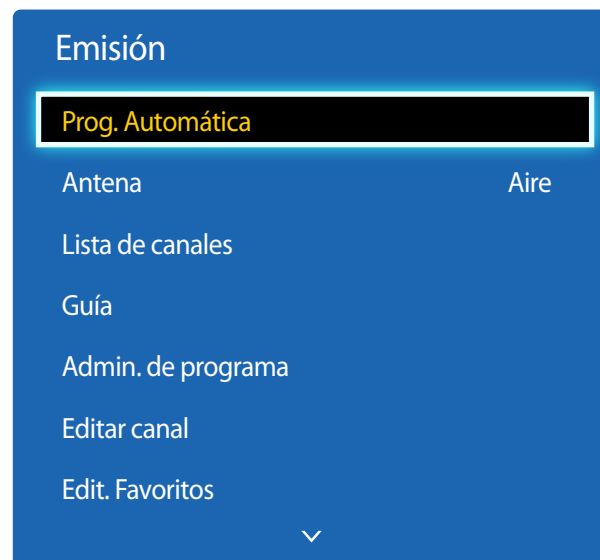 Emisión
Prog. Automática
Antena Aire
Lista de canales
Guía
Admin. de programa
Editar canal
Edit. Favoritos